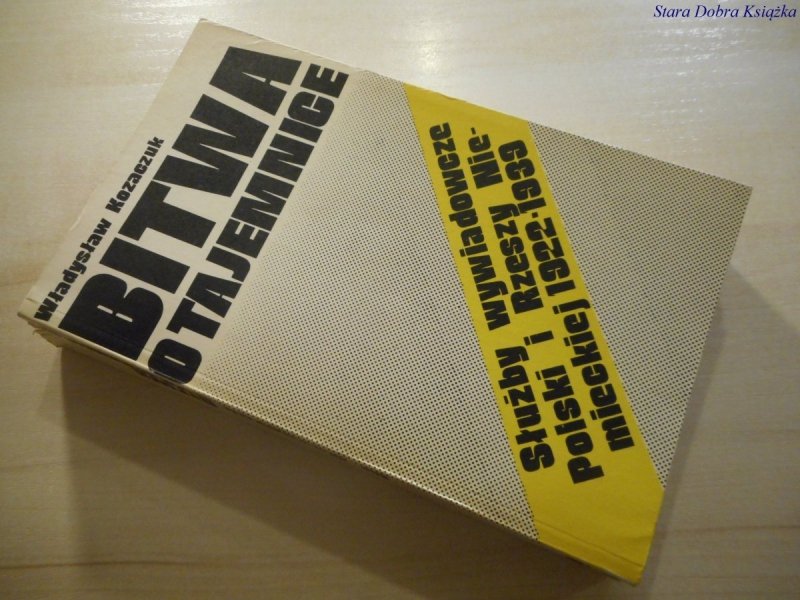 Stara Dobra Książka
Władysław Kozaczuk
BITWA
O TAJEMNICE
Służby wywiadowcze
polski i Rzeszy Nie-
mieckiej 1922-1939